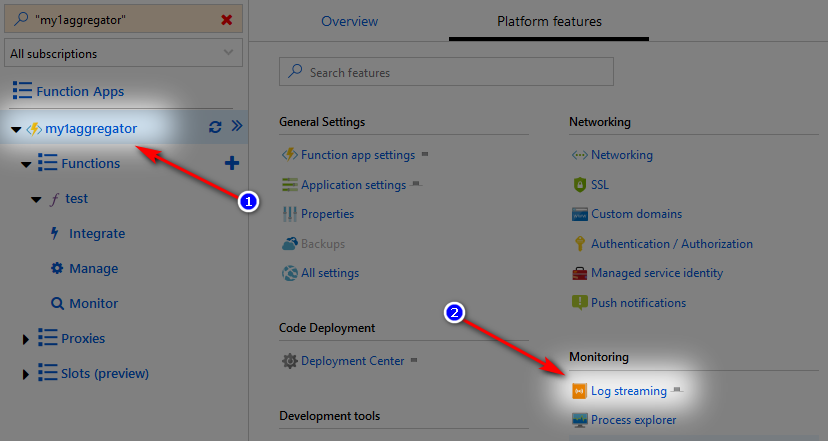 "my1aggregator"
All subscriptions
Function Apps
my1aggregator
Functions
f test
Integrate
Manage
Monitor
Proxies
Slots (preview)
1
Overview
Platform features
Search features
General Settings
Function app settings
Application settings
Properties
Backups
All settings
Code Deployment
Deployment Center
Development tools
2
Networking
Networking
SSL
Custom domains
Authentication / Authorization
Managed service identity
Push notifications
Monitoring
Log streaming
Process explorer